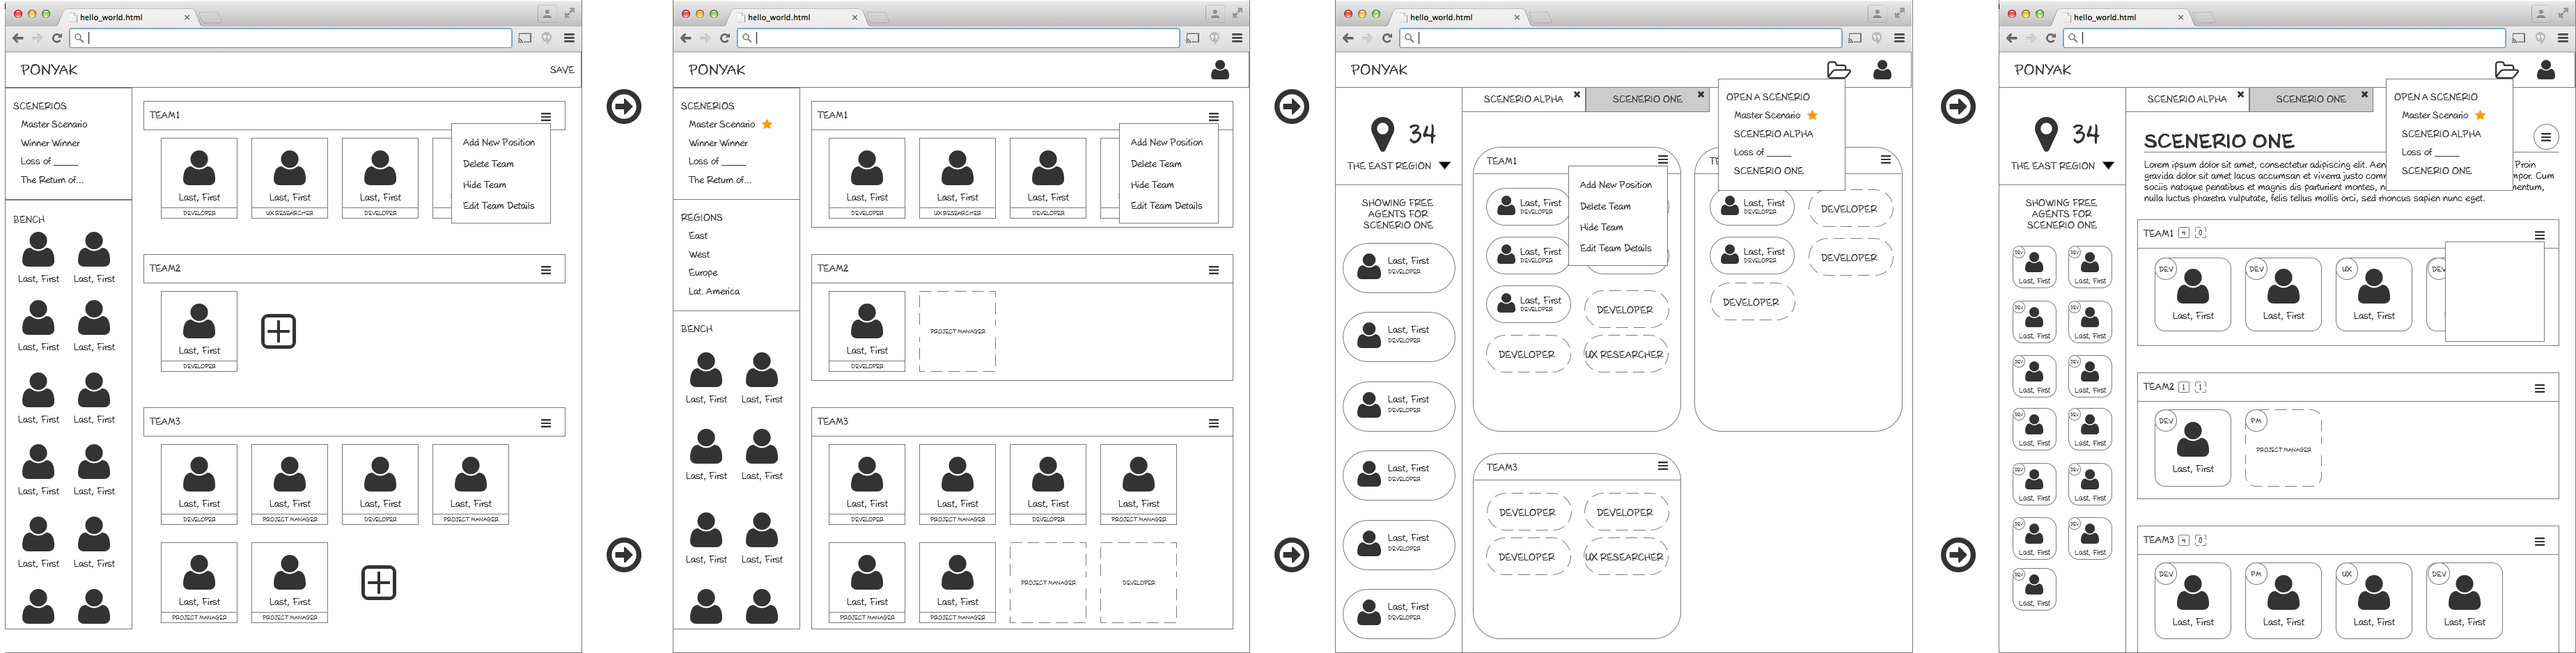 hello_world.html
PONYAK
SAVE
SCENERIOS
Master Scenario
Winner Winner
Loss of _____
The Return of...
BENCH
Last, First Last, First
Last, First Last, First
Last, First Last, First
Last, First Last, First
Last, First Last, First
TEAM1
Add New Position
Delete Team
Hide Team
Edit Team Details
Last, First Last, First Last, First
DEVELOPER UX RESEARCHER DEVELOPER
TEAM2
Last, First
DEVELOPER
TEAM3
Last, First Last, First Last, First Last, First
DEVELOPER PROJECT MANAGER DEVELOPER PROJECT MANAGER
Last, First Last, First
PROJECT MANAGER PROJECT MANAGER
hello_world.html
PONYAK
SCENERIOS
Master Scenario
Winner Winner
Loss of _____
The Return of...
REGIONS
East
West
Europe
Lat. America
BENCH
Last, First Last, First
Last, First Last, First
Last, First Last, First
TEAM1
Add New Position
Delete Team
Hide Team
Edit Team Details
Last, First Last, First Last, First
DEVELOPER UX RESEARCHER DEVELOPER
TEAM2
PROJECT MANAGER
Last, First
DEVELOPER
TEAM3
Last, First Last, First Last, First Last, First
DEVELOPER PROJECT MANAGER DEVELOPER PROJECT MANAGER
PROJECT MANAGER DEVELOPER
Last, First Last, First
PROJECT MANAGER PROJECT MANAGER
hello_world.html
PONYAK
34
THE EAST REGION
SHOWING FREE
AGENTS FOR
SCENERIO ONE
Last, First
DEVELOPER
Last, First
DEVELOPER
Last, First
DEVELOPER
Last, First
DEVELOPER
Last, First
DEVELOPER
Last, First
DEVELOPER
SCENERIO ALPHA SCENERIO ONE
OPEN A SCENERIO
Master Scenario
SCENERIO ALPHA
Loss of _____
SCENERIO ONE
TEAM1
Add New Position
Delete Team
Hide Team
Edit Team Details
Last, First
DEVELOPER
Last, First
DEVELOPER
Last, First
DEVELOPER
DEVELOPER
DEVELOPER UX RESEARCHER
Last, First
DEVELOPER
DEVELOPER
Last, First
DEVELOPER
DEVELOPER
DEVELOPER
TEAM3
DEVELOPER DEVELOPER
DEVELOPER UX RESEARCHER
hello_world.html
PONYAK
34
THE EAST REGION
SHOWING FREE
AGENTS FOR
SCENERIO ONE
DEV DEV
Last, First Last, First
DEV DEV
Last, First Last, First
DEV DEV
Last, First Last, First
DEV DEV
Last, First Last, First
DEV DEV
Last, First Last, First
DEV DEV
Last, First Last, First
DEV
Last, First
SCENERIO ALPHA SCENERIO ONE
OPEN A SCENERIO
Master Scenario
SCENERIO ALPHA
Loss of _____
SCENERIO ONE
SCENERIO ONE
Lorem ipsum dolor sit amet, consectetur adipiscing elit. Aen Proin
gravida dolor sit amet lacus accumsan et viverra justo comm mpor. Cum
sociis natoque penatibus et magnis dis parturient montes, n mentum,
nulla luctus pharetra vulputate, felis tellus mollis orci, sed rhoncus sapien nunc eget.
TEAM1 4 0
DEV DEV UX DEV
Last, First Last, First Last, First
TEAM2 1 1
DEV PM
PROJECT MANAGER
Last, First
TEAM3 4 0
DEV PM UX DEV
Last, First Last, First Last, First Last, First